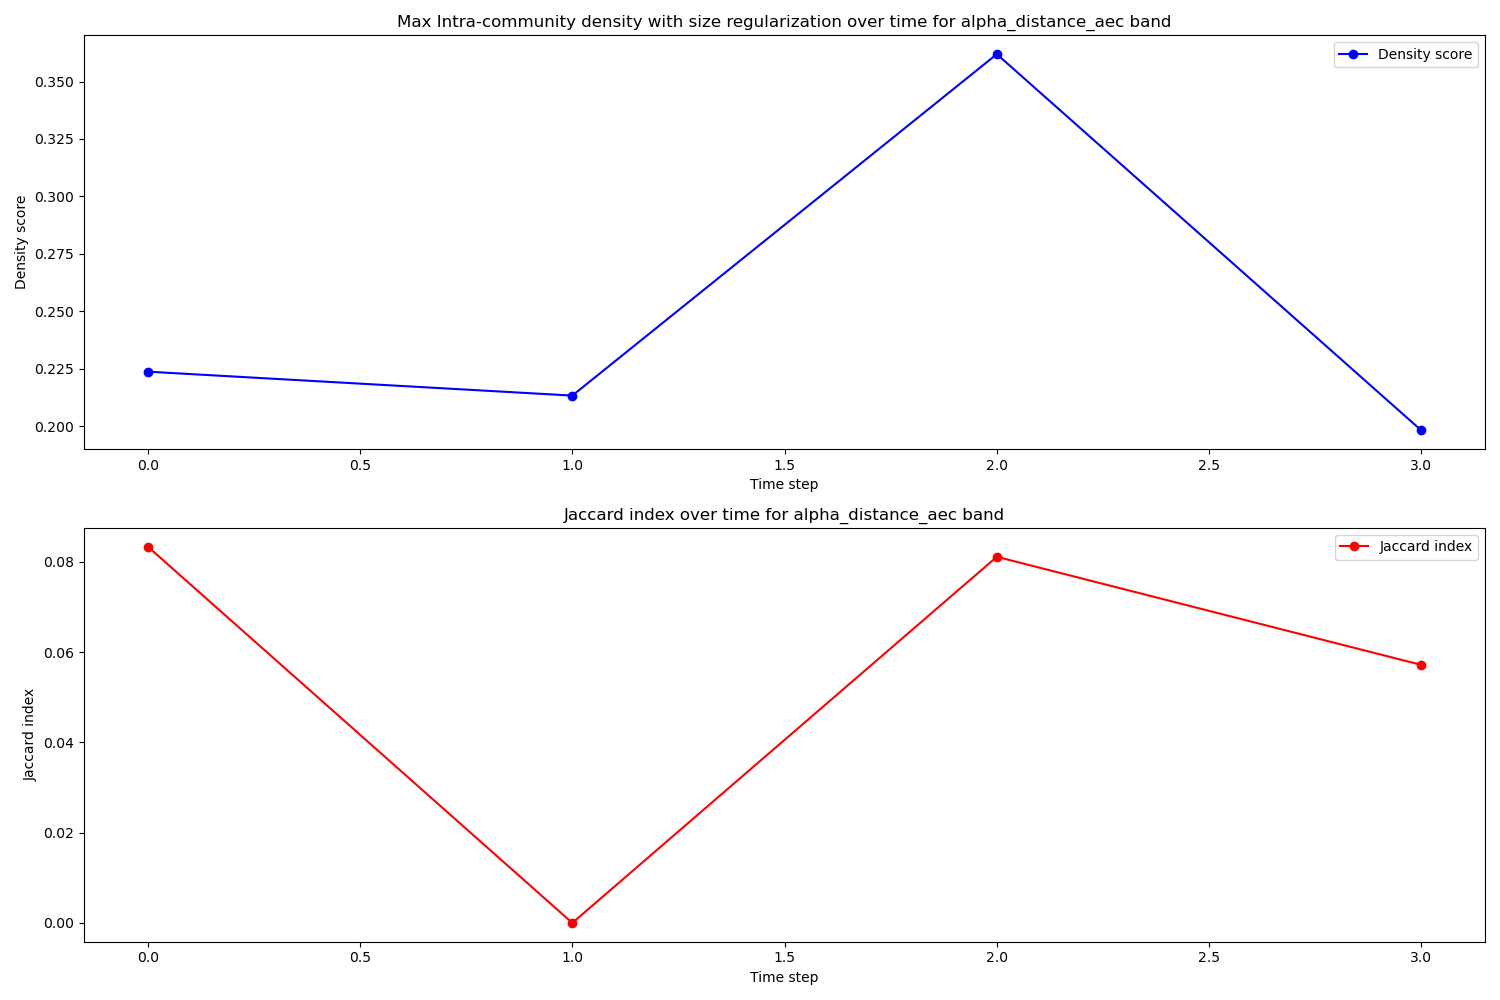 Max Intra-community density with size regularization over time for alpha_distance_aec band
Density score
0.350
0.325
0.300
0.275
0.250
0.225
0.200
Density score
0.0 0.5 1.0 1.5 2.0 2.5 3.0
Time step
Jaccard index over time for alpha_distance_aec band
Jaccard index
0.08
0.06
0.04
0.02
0.00
Jaccard index
0.0 0.5 1.0 1.5 2.0 2.5 3.0
Time step